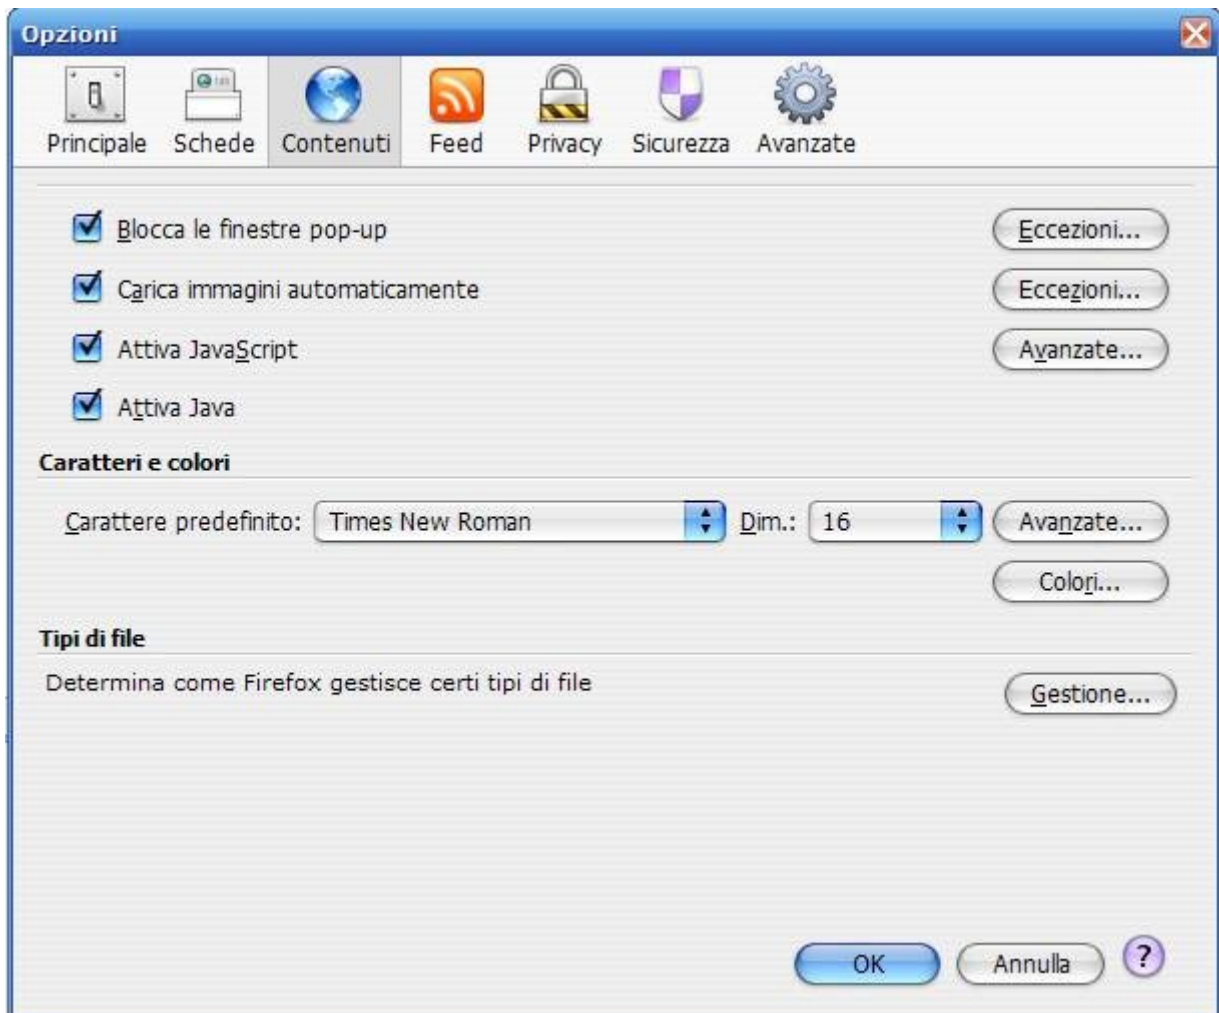 Opzioni
Principale Schede Contenuti Feed Privacy Sicurezza Avanzate
Blocca le finestre pop-up Eccezioni...
Carica immagini automaticamente Eccezioni...
Attiva JavaScript Avanzate...
Attiva Java
Caratteri e colori
Carattere predefinito: Times New Roman Dim.: 16 Avanzate...
Colori...
Tipi di file
Determina come Firefox gestisce certi tipi di file Gestione...
OK Annulla ?